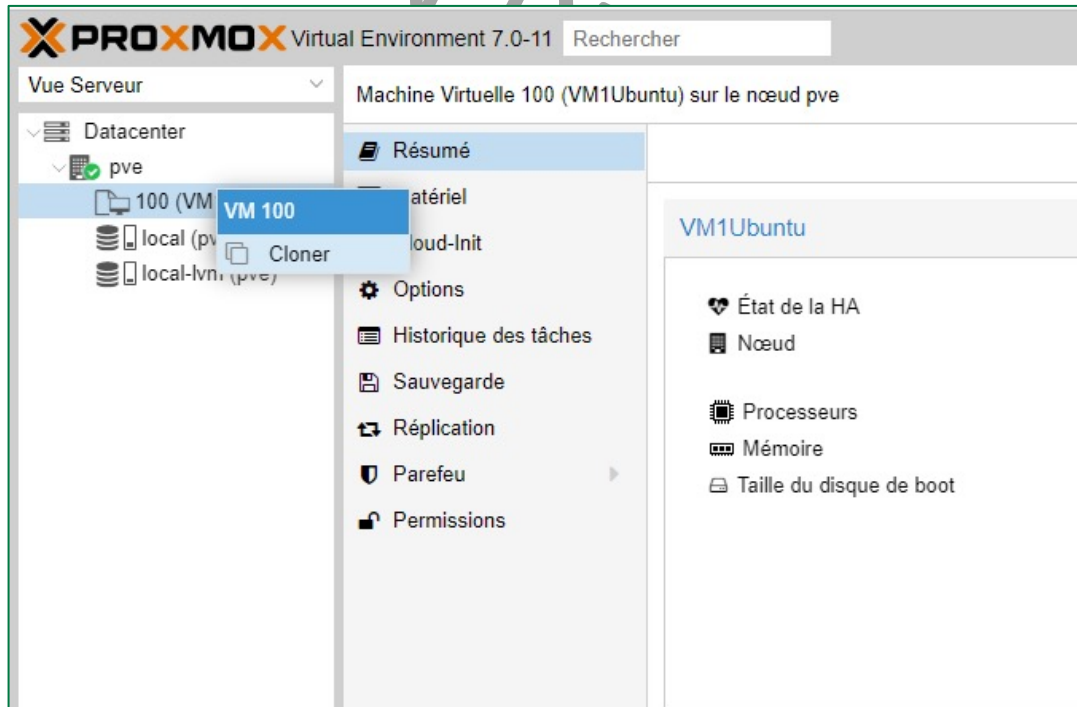 PROXMOX Virtual Environment 7.0-11 Rechercher
Vue Serveur
Machine Virtuelle 100 (VM1Ubuntu) sur le nœud pve
Datacenter
pve
100 (VM
local (pv
local-lvm (pve)
VM 100
Cloner
Résumé
atériel
loud-Init
Options
Historique des tâches
Sauvegarde
Réplication
Parefeu
Permissions
VM1Ubuntu
État de la HA
Nœud
Processeurs
Mémoire
Taille du disque de boot